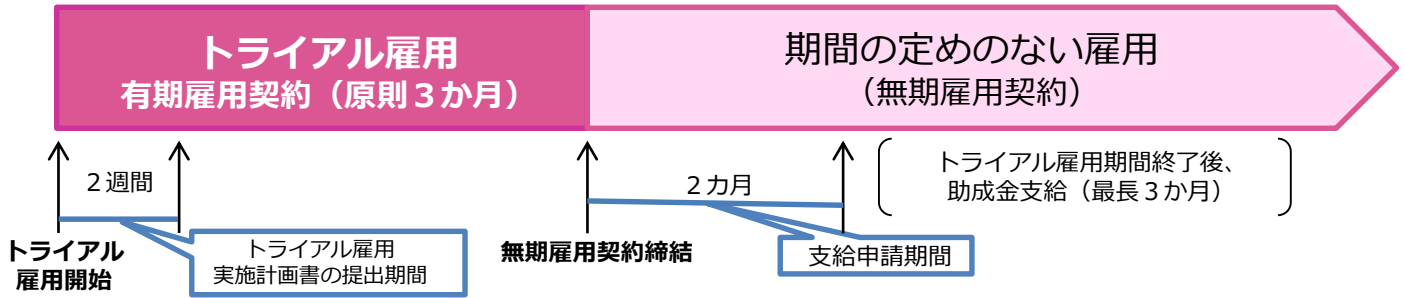 トライアル雇用
有期雇用契約（原則３か月）
期間の定めのない雇用
（無期雇用契約）
２週間
２カ月
トライアル雇用期間終了後、
助成金支給（最長３か月）
トライアル
雇用開始
トライアル雇用
実施計画書の提出期間
無期雇用契約締結
支給申請期間